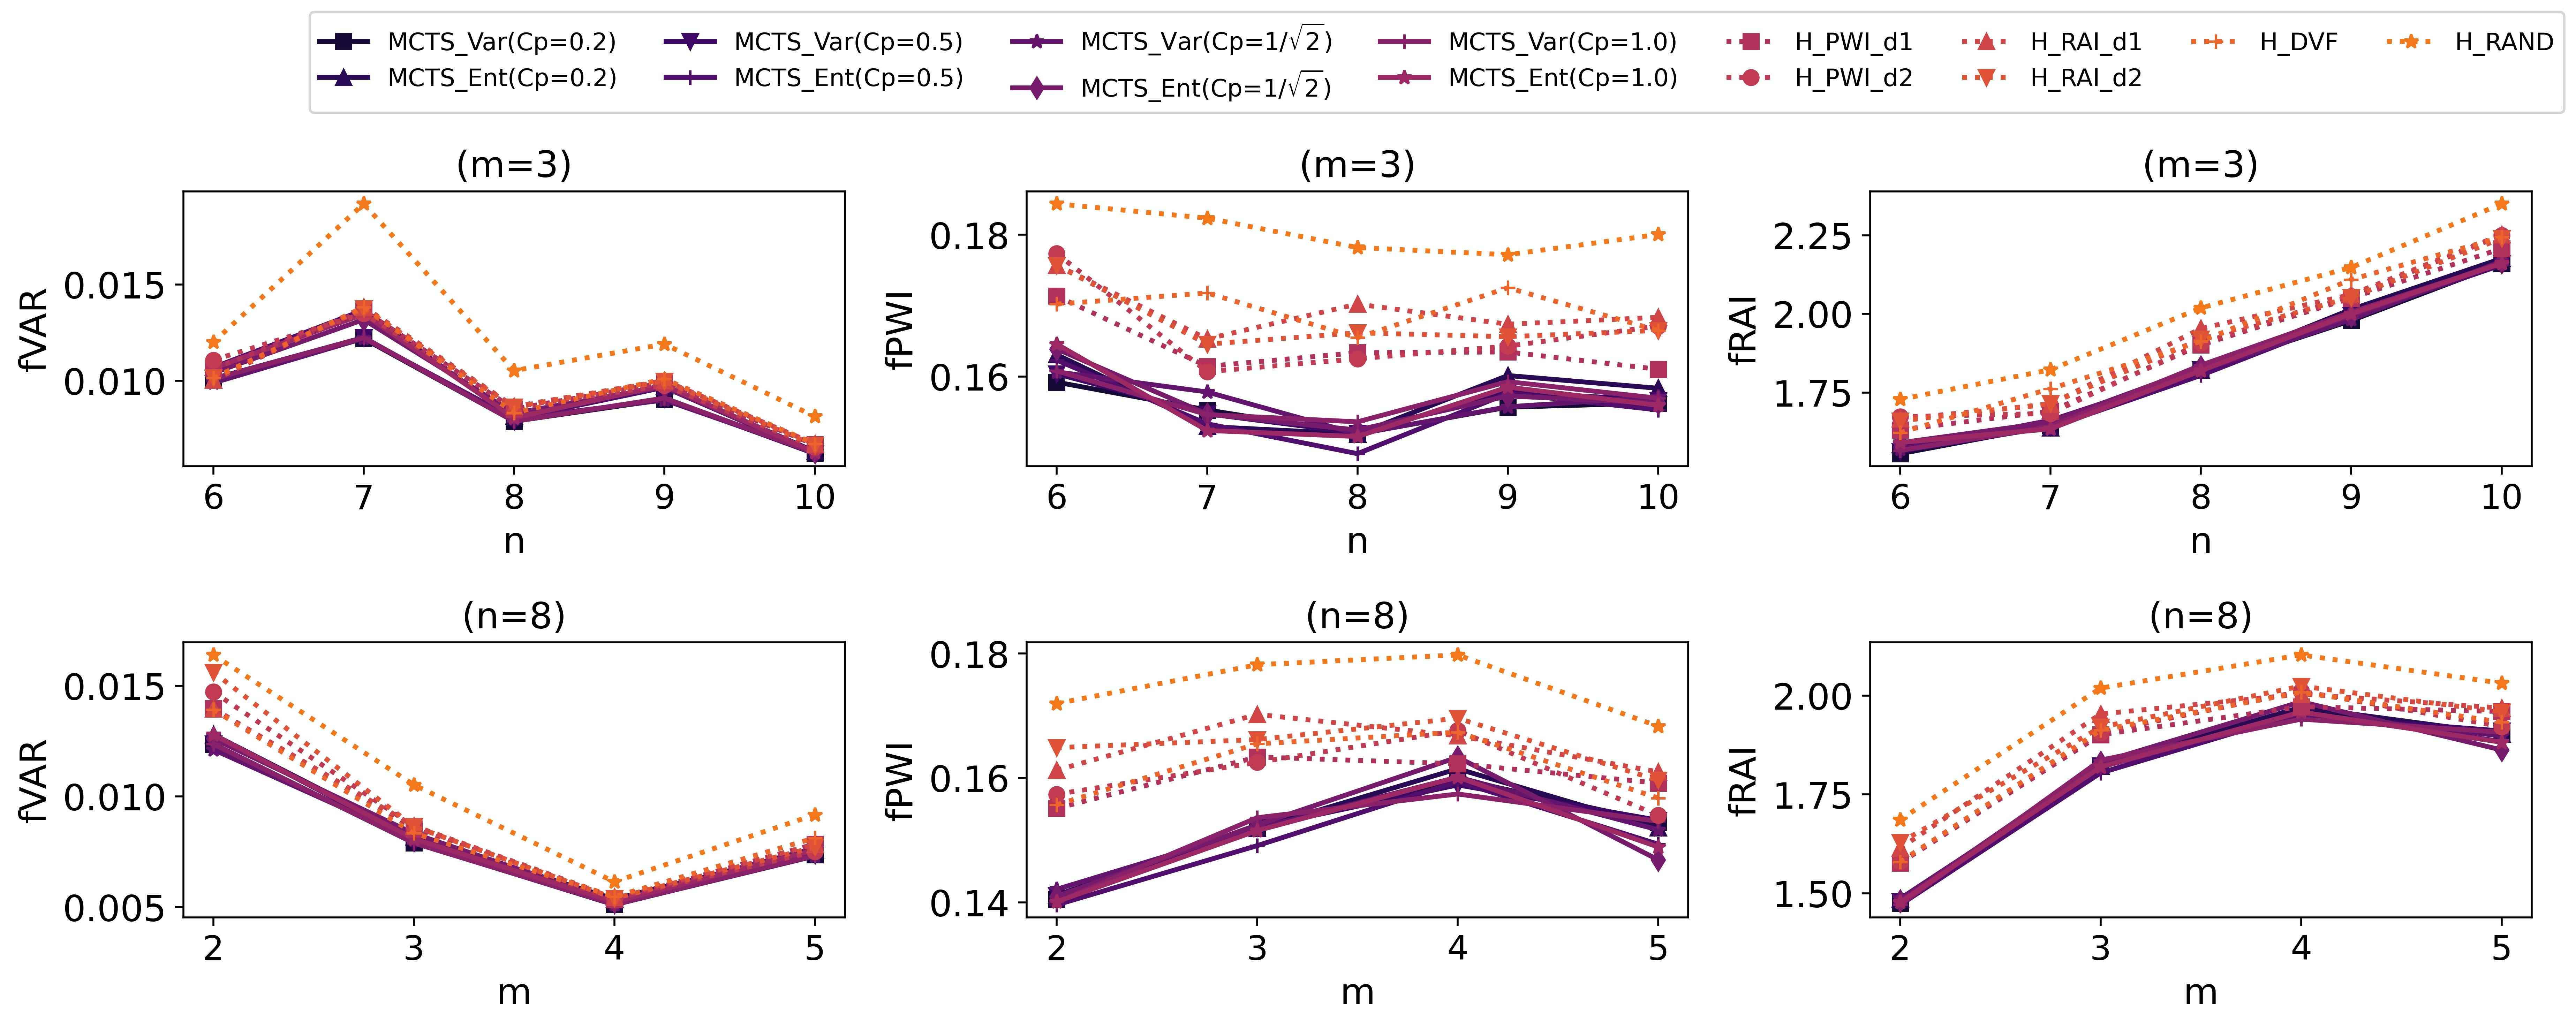 MCTS_Var(Cp=0.2) MCTS_Var(Cp=0.5) MCTS_Var(Cp=1/√2) MCTS_Var(Cp=1.0) H_PWI_d1 H_RAI_d1 H_DVF H_RAND
MCTS_Ent(Cp=0.2) MCTS_Ent(Cp=0.5) MCTS_Ent(Cp=1/√2) MCTS_Ent(Cp=1.0) H_PWI_d2 H_RAI_d2
(m=3)
fVAR
0.015
0.010
6 7 8 9 10
n
(m=3)
fPWI
0.18
0.16
6 7 8 9 10
n
(m=3)
fRAI
2.25
2.00
1.75
6 7 8 9 10
n
(n=8)
fVAR
0.015
0.010
0.005
2 3 4 5
m
(n=8)
fPWI
0.18
0.16
0.14
2 3 4 5
m
(n=8)
fRAI
2.00
1.75
1.50
2 3 4 5
m